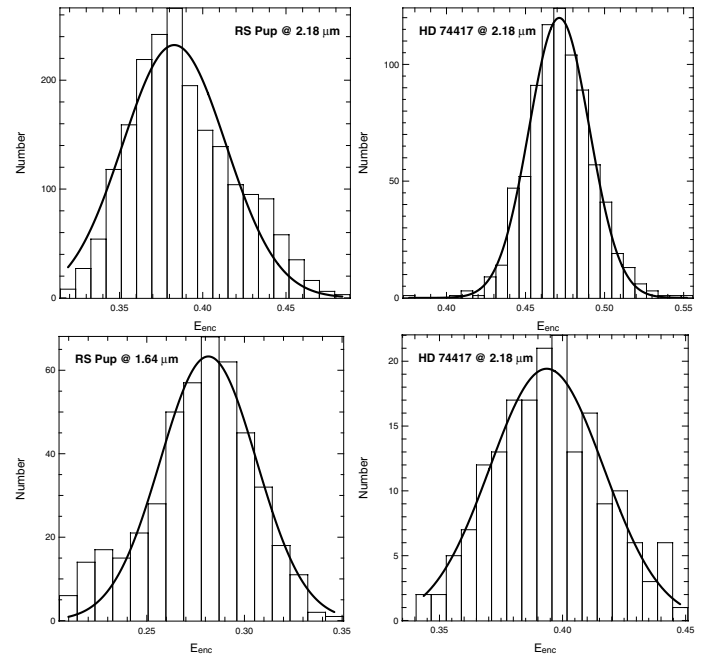 RS Pup @ 2.18 μm
Number
200
100
0
0.35
0.40
0.45
E_enc
HD 74417 @ 2.18 μm
Number
100
50
0
0.40
0.45
0.50
0.55
E_enc
RS Pup @ 1.64 μm
Number
60
40
20
0
0.25
0.30
0.35
E_enc
HD 74417 @ 2.18 μm
Number
20
15
10
5
0
0.35
0.40
0.45
E_enc